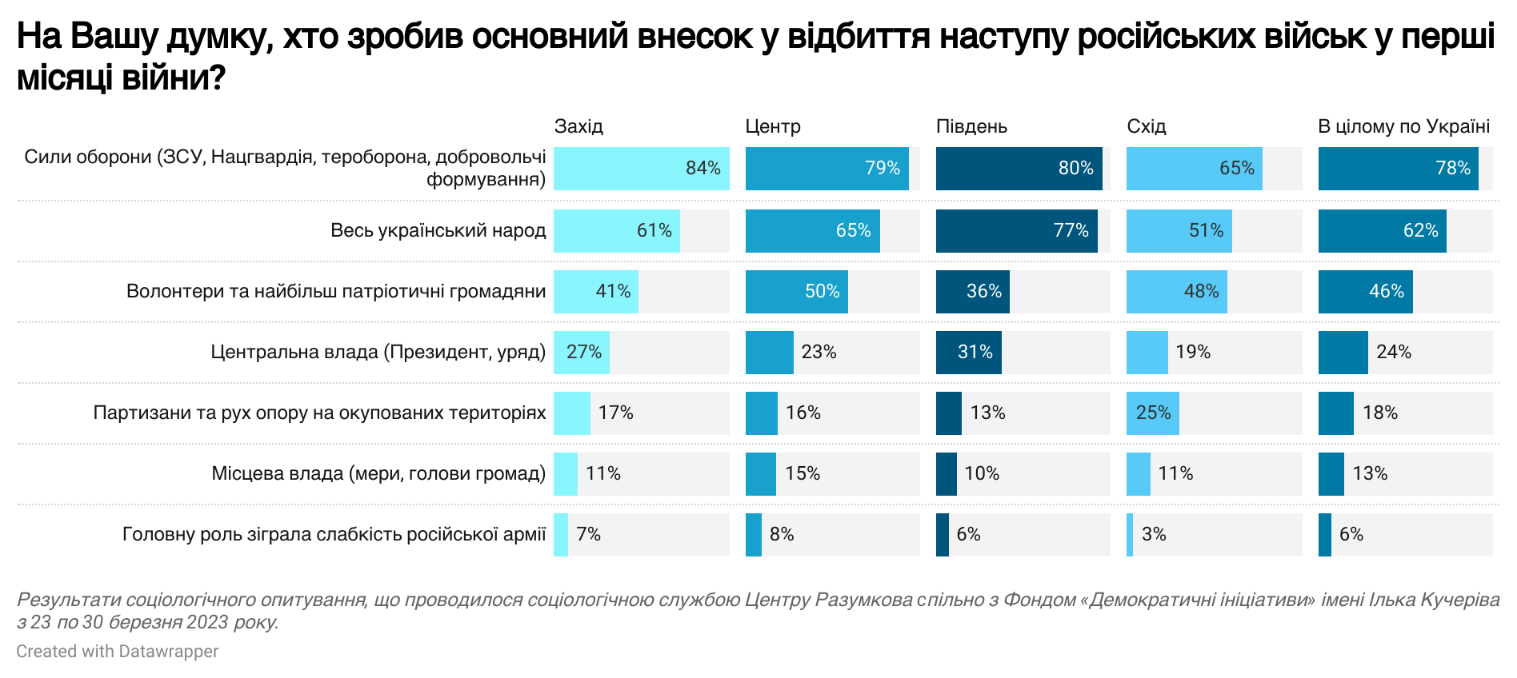 На Вашу думку, хто зробив основний внесок у відбиття наступу російських військ у перші
місяці війни?
Захід Центр Південь Схід В цілому по Україні
Сили оборони (ЗСУ, Нацгвардія, тероборона, добровольчі
формування) 84% 79% 80% 65% 78%
Весь український народ 61% 65% 77% 51% 62%
Волонтери та найбільш патріотичні громадяни 41% 50% 36% 48% 46%
Центральна влада (Президент, уряд) 27% 23% 31% 19% 24%
Партизани та рух опору на окупованих територіях 17% 16% 13% 25% 18%
Місцева влада (мери, голови громад) 11% 15% 10% 11% 13%
Головну роль зіграла слабкість російської армії 7% 8% 6% 3% 6%
Результати соціологічного опитування, що проводилося соціологічною службою Центру Разумкова спільно з Фондом «Демократичні ініціативи» імені Ілька Кучеріва
з 23 по 30 березня 2023 року.
Created with Datawrapper